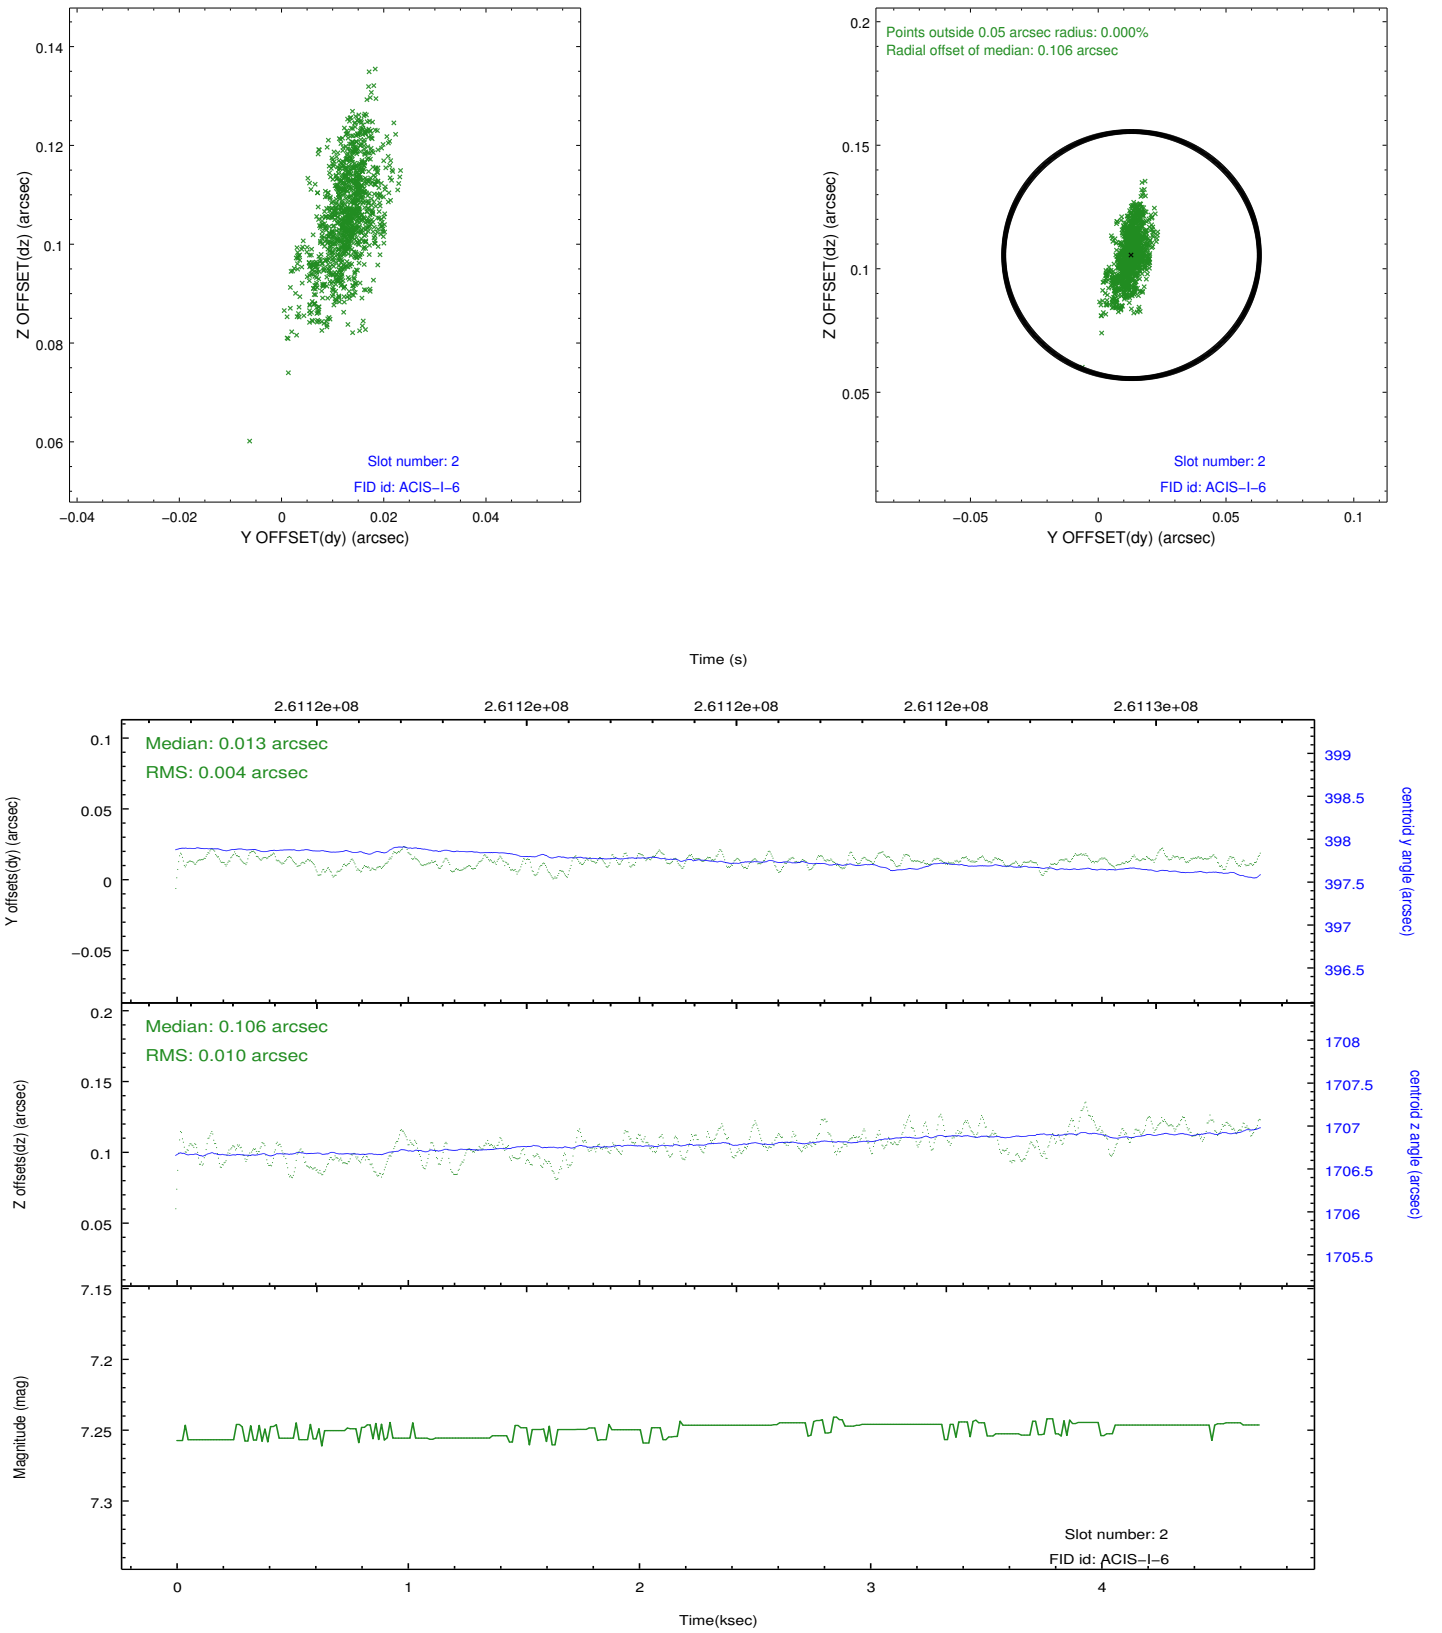 0.14
0.12
0.1
0.08
0.06
Z OFFSET(dz) (arcsec)
Slot number: 2
FID id: ACIS−I−6
−0.04
−0.02
0
0.02
0.04
Y OFFSET(dy) (arcsec)
Points outside 0.05 arcsec radius: 0.000%
Radial offset of median: 0.106 arcsec
0.2
0.15
0.1
0.05
Z OFFSET(dz) (arcsec)
Slot number: 2
FID id: ACIS−I−6
−0.05
0
0.05
0.1
Y OFFSET(dy) (arcsec)
Time (s)
2.6112e+08
2.6112e+08
2.6112e+08
2.6112e+08
2.6113e+08
Median: 0.013 arcsec
RMS: 0.004 arcsec
0.1
0.05
0
−0.05
Y offsets(dy) (arcsec)
399
398.5
398
397.5
397
396.5
centroid y angle (arcsec)
Median: 0.106 arcsec
RMS: 0.010 arcsec
0.2
0.15
0.1
0.05
Z offsets(dz) (arcsec)
1708
1707.5
1707
1706.5
1706
1705.5
centroid z angle (arcsec)
7.15
7.2
7.25
7.3
Magnitude (mag)
Slot number: 2
FID id: ACIS−I−6
0
1
2
3
4
Time(ksec)